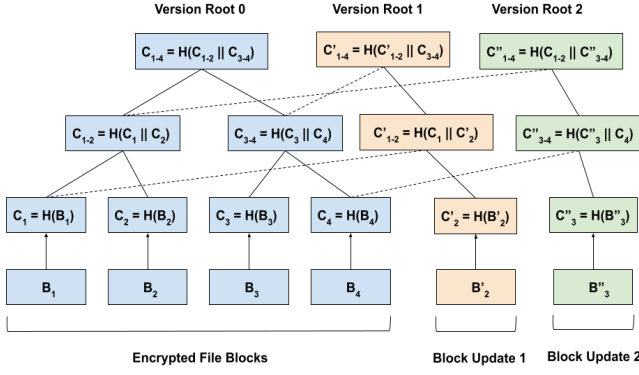 Version Root 0 Version Root 1 Version Root 2
C1-4 = H(C1-2 || C3-4) C'1-4 = H(C'1-2 || C3-4) C"1-4 = H(C1-2 || C"3-4)
C1-2 = H(C1 || C2) C3-4 = H(C3 || C4) C'1-2 = H(C1 || C'2) C"3-4 = H(C"3 || C4)
C1 = H(B1) C2 = H(B2) C3 = H(B3) C4 = H(B4) C'2 = H(B'2) C"3 = H(B"3)
B1 B2 B3 B4 B'2 B"3
Encrypted File Blocks Block Update 1 Block Update 2